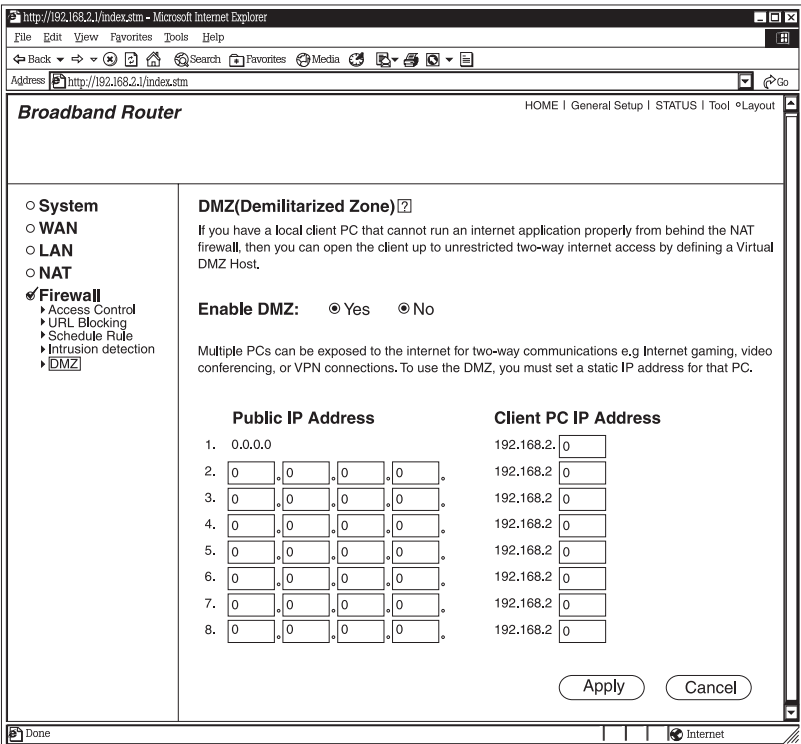 http://192.168.2.1/index.stm - Microsoft Internet Explorer
File Edit View Favorites Tools Help
Back Search Favorites Media
Address http://192.168.2.1/index.stm Go
Broadband Router
HOME | General Setup | STATUS | Tool Layout
System
WAN
LAN
NAT
Firewall
Access Control
URL Blocking
Schedule Rule
Intrusion detection
DMZ
DMZ(Demilitarized Zone)?
If you have a local client PC that cannot run an internet application properly from behind the NAT
firewall, then you can open the client up to unrestricted two-way internet access by defining a Virtual
DMZ Host.
Enable DMZ: Yes No
Multiple PCs can be exposed to the internet for two-way communications e.g Internet gaming, video
conferencing, or VPN connections. To use the DMZ, you must set a static IP address for that PC.
Public IP Address Client PC IP Address
1. 0.0.0.0 192.168.2. 0
2. 0 . 0 . 0 . 0 . 192.168.2 0
3. 0 . 0 . 0 . 0 . 192.168.2 0
4. 0 . 0 . 0 . 0 . 192.168.2 0
5. 0 . 0 . 0 . 0 . 192.168.2 0
6. 0 . 0 . 0 . 0 . 192.168.2 0
7. 0 . 0 . 0 . 0 . 192.168.2 0
8. 0 . 0 . 0 . 0 . 192.168.2 0
Apply Cancel
Done Internet